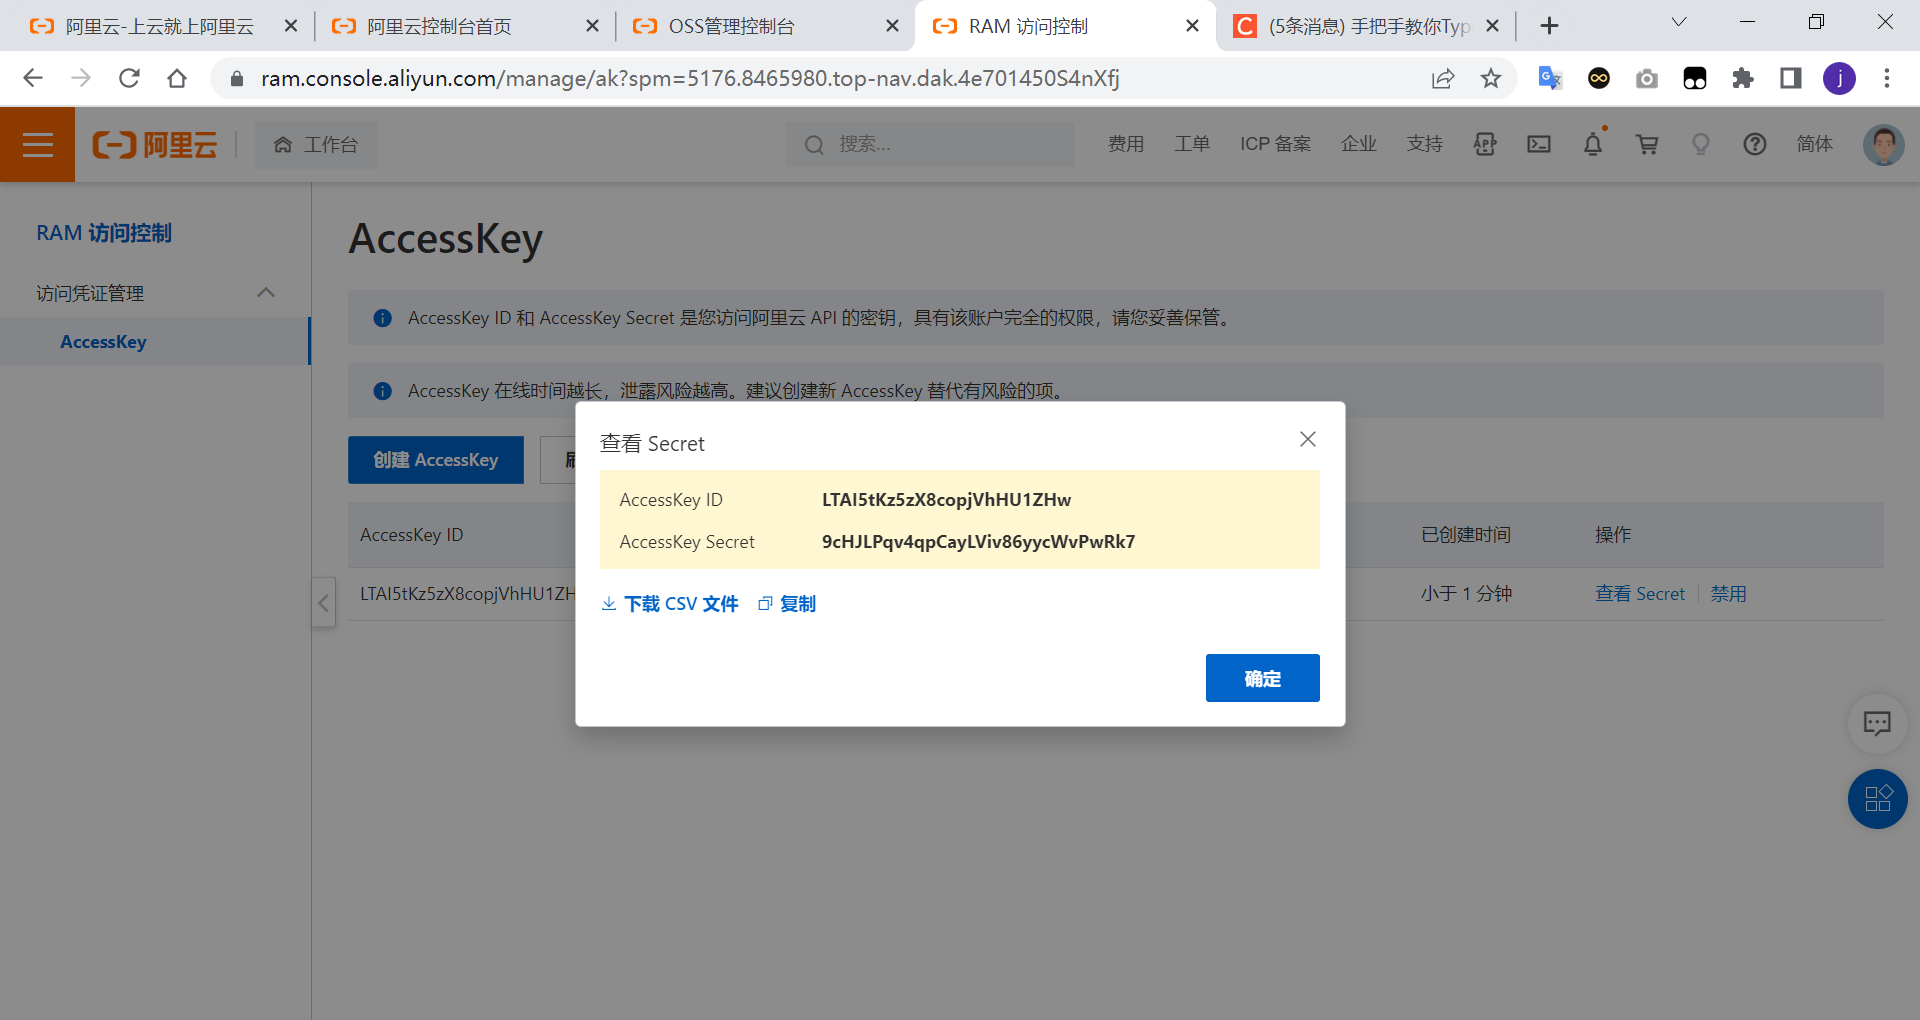 阿里云-上云就上阿里云
阿里云控制台首页
OSS管理控制台
RAM 访问控制
(5条消息) 手把手教你Typ
ram.console.aliyun.com/manage/ak?spm=5176.8465980.top-nav.dak.4e701450S4nXfj
j
阿里云
工作台
搜索...
费用
工单
ICP 备案
企业
支持
APP
简体
RAM 访问控制
访问凭证管理
AccessKey
AccessKey
AccessKey ID 和 AccessKey Secret 是您访问阿里云 API 的密钥，具有该账户完全的权限，请您妥善保管。
AccessKey 在线时间越长，泄露风险越高。建议创建新 AccessKey 替代有风险的项。
创建 AccessKey
AccessKey ID
已创建时间
操作
LTAI5tKz5zX8copjVhHU1ZH
小于 1 分钟
查看 Secret
禁用
查看 Secret
AccessKey ID
LTAI5tKz5zX8copjVhHU1ZHw
AccessKey Secret
9cHJLPqv4qpCayLViv86yycWvPwRk7
下载 CSV 文件
复制
确定